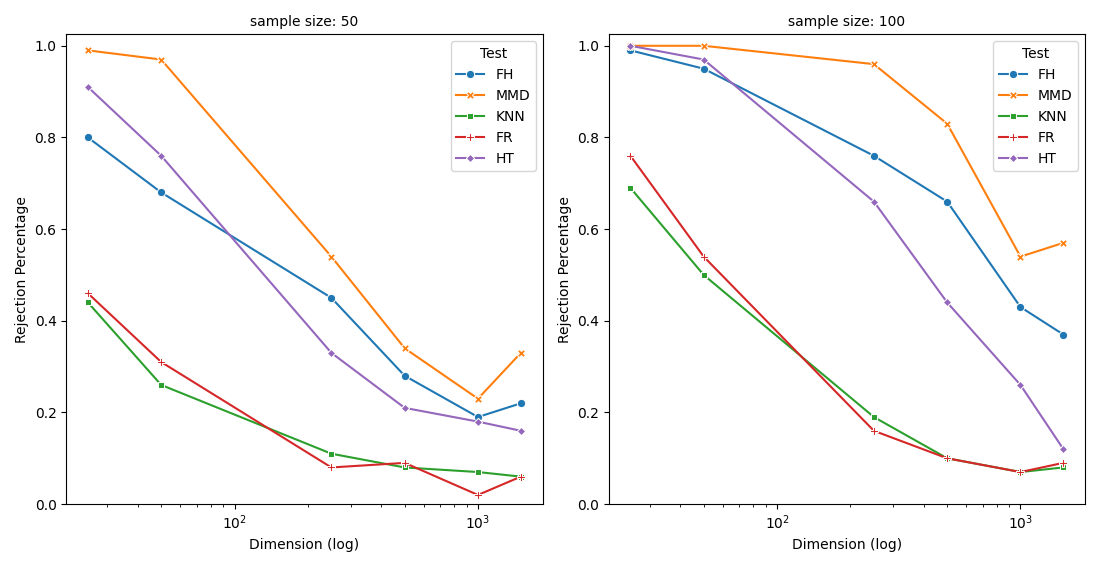 sample size: 50
Rejection Percentage
1.0
0.8
0.6
0.4
0.2
0.0
10²
10³
Dimension (log)
Test
FH
MMD
KNN
FR
HT
sample size: 100
Rejection Percentage
1.0
0.8
0.6
0.4
0.2
0.0
10²
10³
Dimension (log)
Test
FH
MMD
KNN
FR
HT